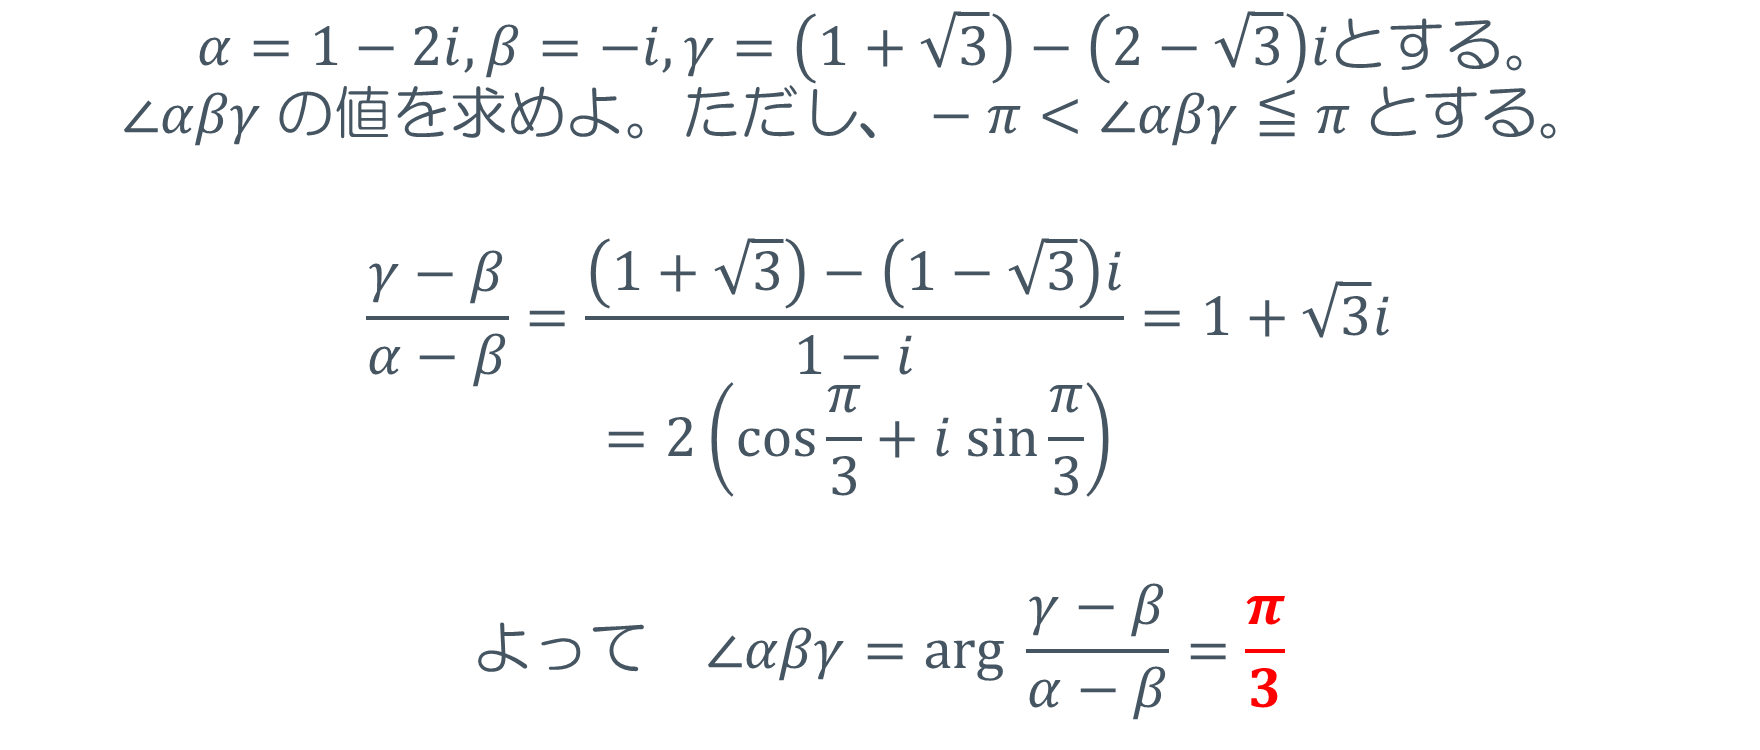 α = 1 − 2i, β = −i, γ = (1 + √3) − (2 − √3)iとする。
∠αβγ の値を求めよ。ただし、 − π < ∠αβγ ≦ π とする。
(γ − β)/(α − β) = ((1 + √3) − (1 − √3)i)/(1 − i) = 1 + √3i
= 2(cos π/3 + i sin π/3)
よって ∠αβγ = arg (γ − β)/(α − β) = π/3